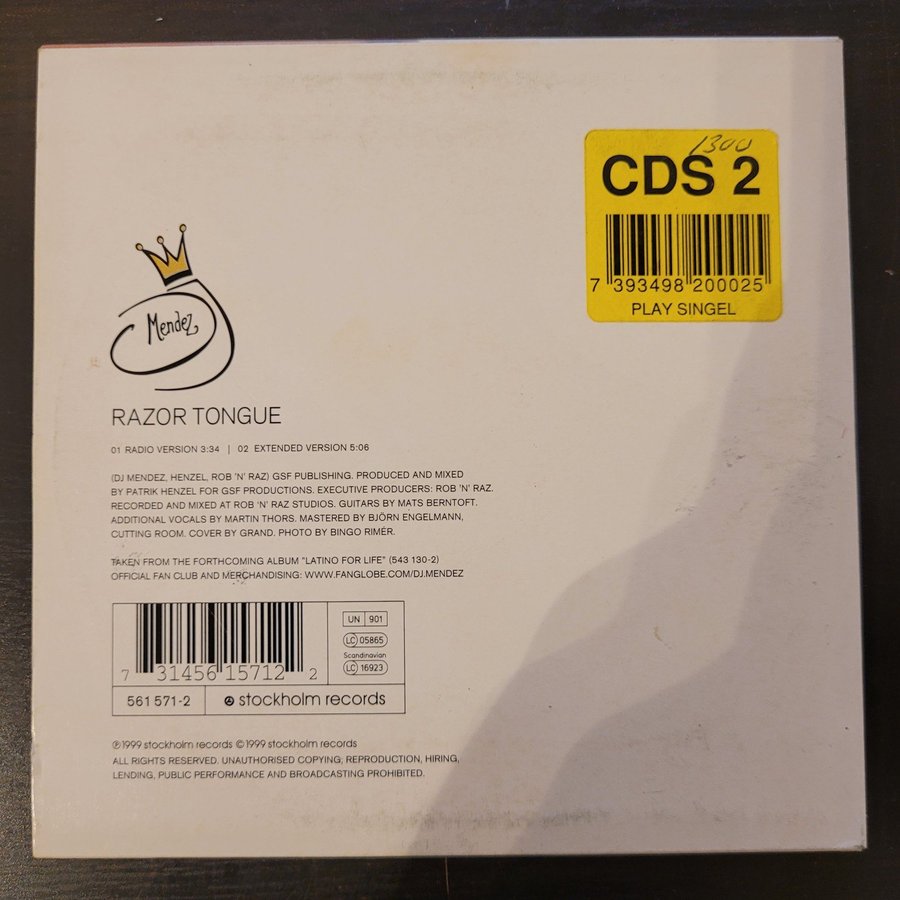 1300
CDS 2
7 393498 200025
PLAY SINGEL
Mendez
RAZOR TONGUE
01 RADIO VERSION 3:34 | 02 EXTENDED VERSION 5:06
(DJ MENDEZ, HENZEL, ROB 'N' RAZ) GSF PUBLISHING. PRODUCED AND MIXED
BY PATRIK HENZEL FOR GSF PRODUCTIONS. EXECUTIVE PRODUCERS: ROB 'N' RAZ.
RECORDED AND MIXED AT ROB 'N' RAZ STUDIOS. GUITARS BY MATS BERNTOFT.
ADDITIONAL VOCALS BY MARTIN THORS. MASTERED BY BJÖRN ENGELMANN,
CUTTING ROOM. COVER BY GRAND. PHOTO BY BINGO RIMÉR.
TAKEN FROM THE FORTHCOMING ALBUM "LATINO FOR LIFE" (543 130-2)
OFFICIAL FAN CLUB AND MERCHANDISING: WWW.FANGLOBE.COM/DJ.MENDEZ
7 31456 15712 2
UN 901
LC 05865
Scandinavian
LC 16923
561 571-2
stockholm records
℗1999 stockholm records ©1999 stockholm records
ALL RIGHTS RESERVED. UNAUTHORISED COPYING, REPRODUCTION, HIRING,
LENDING, PUBLIC PERFORMANCE AND BROADCASTING PROHIBITED.